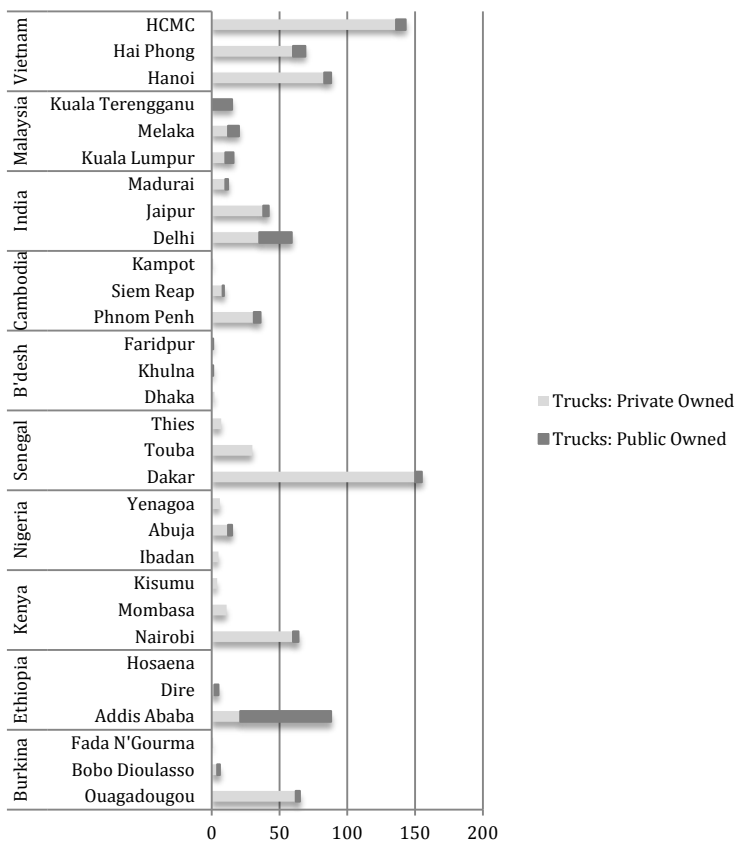 Vietnam
HCMC
Hai Phong
Hanoi
Malaysia
Kuala Terengganu
Melaka
Kuala Lumpur
India
Madurai
Jaipur
Delhi
Cambodia
Kampot
Siem Reap
Phnom Penh
B'desh
Faridpur
Khulna
Dhaka
Senegal
Thies
Touba
Dakar
Nigeria
Yenagoa
Abuja
Ibadan
Kenya
Kisumu
Mombasa
Nairobi
Ethiopia
Hosaena
Dire
Addis Ababa
Burkina
Fada N'Gourma
Bobo Dioulasso
Ouagadougou
0 50 100 150 200
Trucks: Private Owned
Trucks: Public Owned